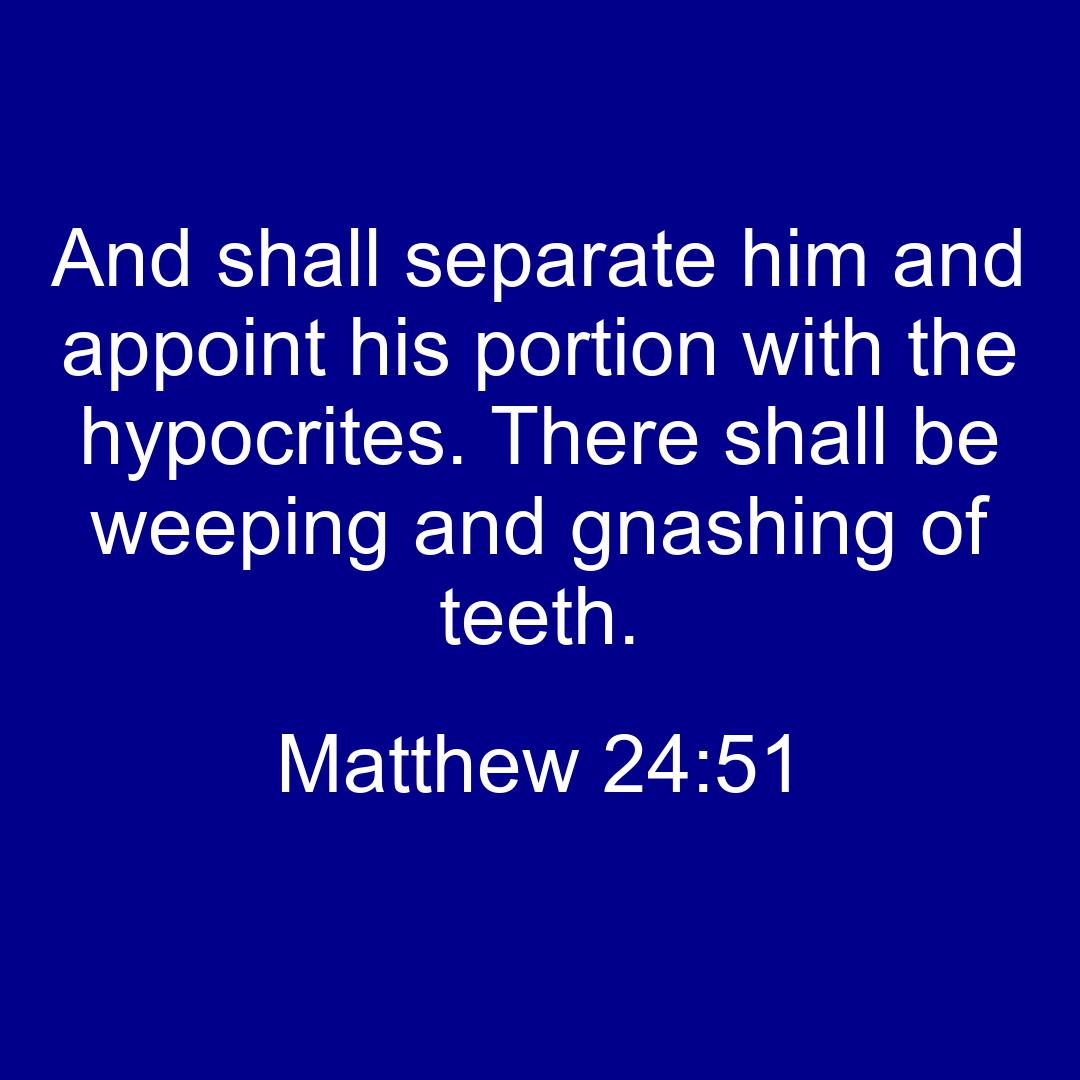 And shall separate him and
appoint his portion with the
hypocrites. There shall be
weeping and gnashing of
teeth.
Matthew 24:51